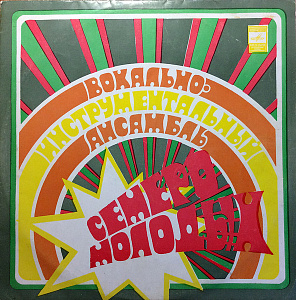 ВОКАЛЬНО-
ИНСТРУМЕНТАЛЬНЫЙ
АНСАМБЛЬ
СЕМЕРО
МОЛОДЫХ